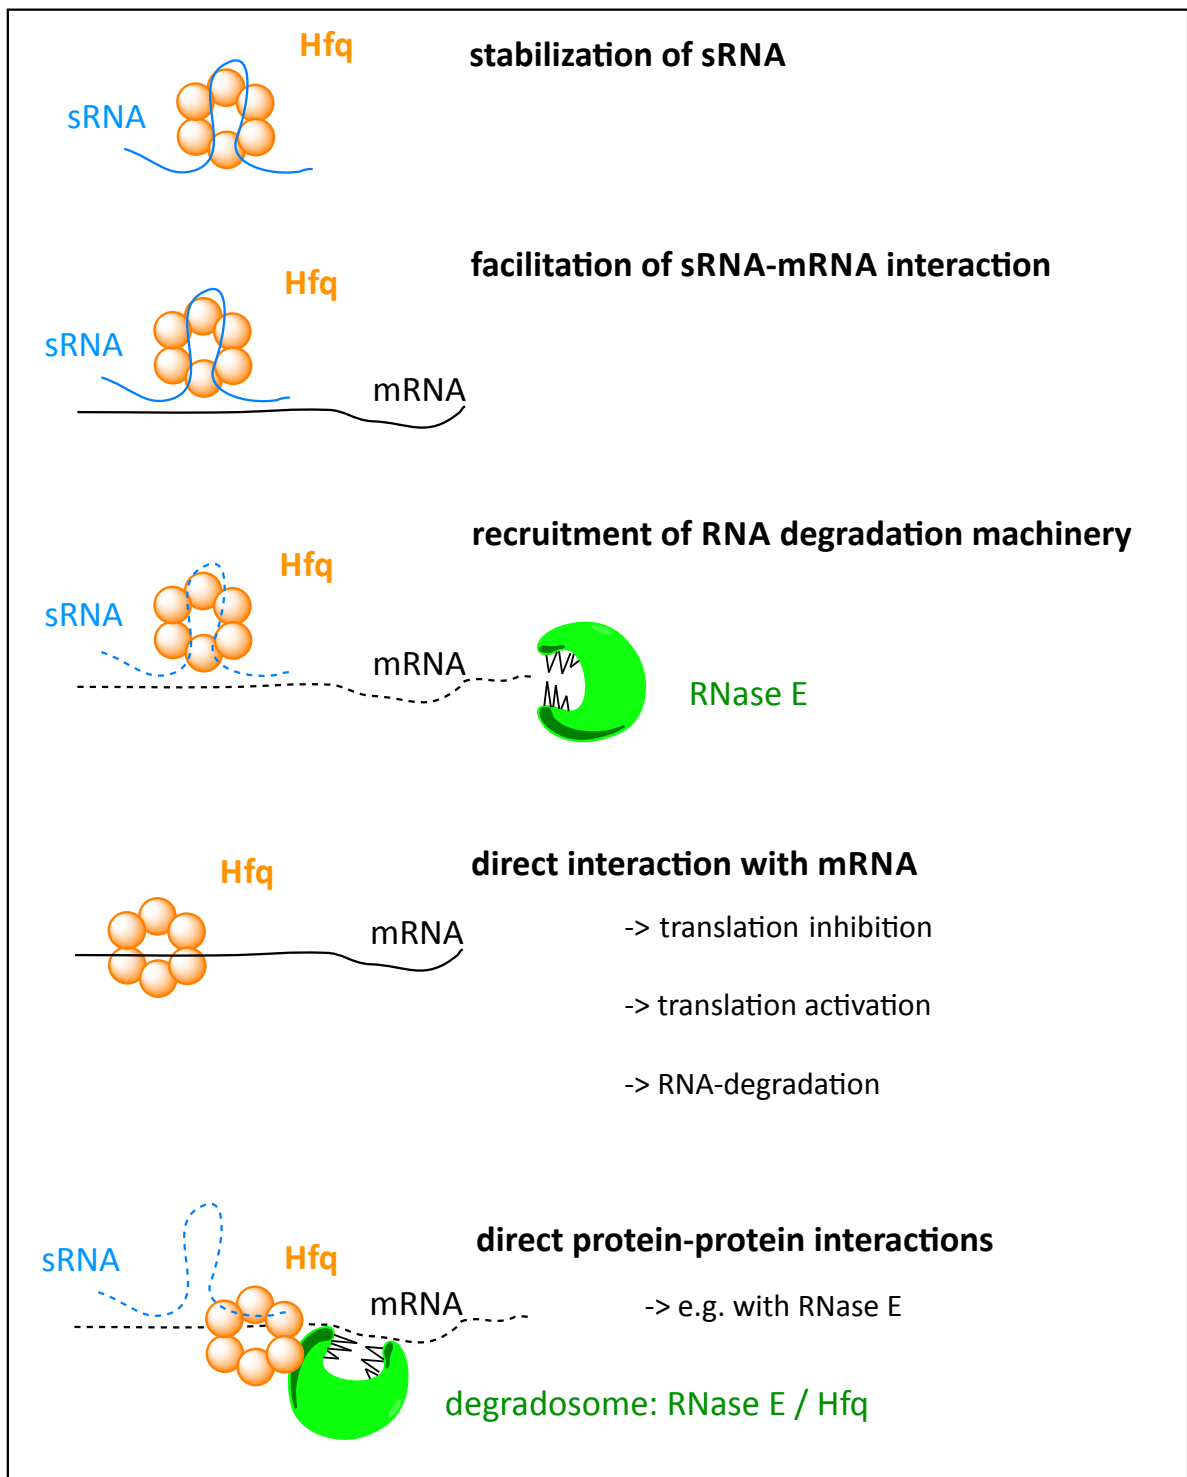 Hfq
stabilization of sRNA
sRNA
facilitation of sRNA-mRNA interaction
Hfq
sRNA
mRNA
recruitment of RNA degradation machinery
Hfq
sRNA
mRNA
RNase E
direct interaction with mRNA
Hfq
-> translation inhibition
mRNA
-> translation activation
-> RNA-degradation
direct protein-protein interactions
sRNA
Hfq
mRNA
-> e.g. with RNase E
degradosome: RNase E / Hfq